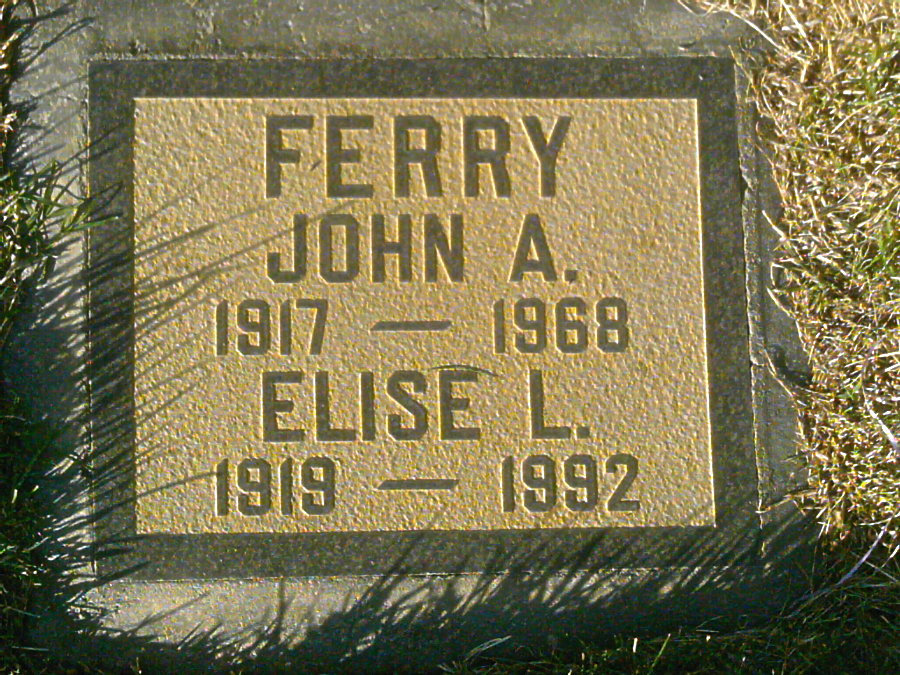 FERRY
JOHN A.
1917 — 1968
ELISE L.
1919 — 1992